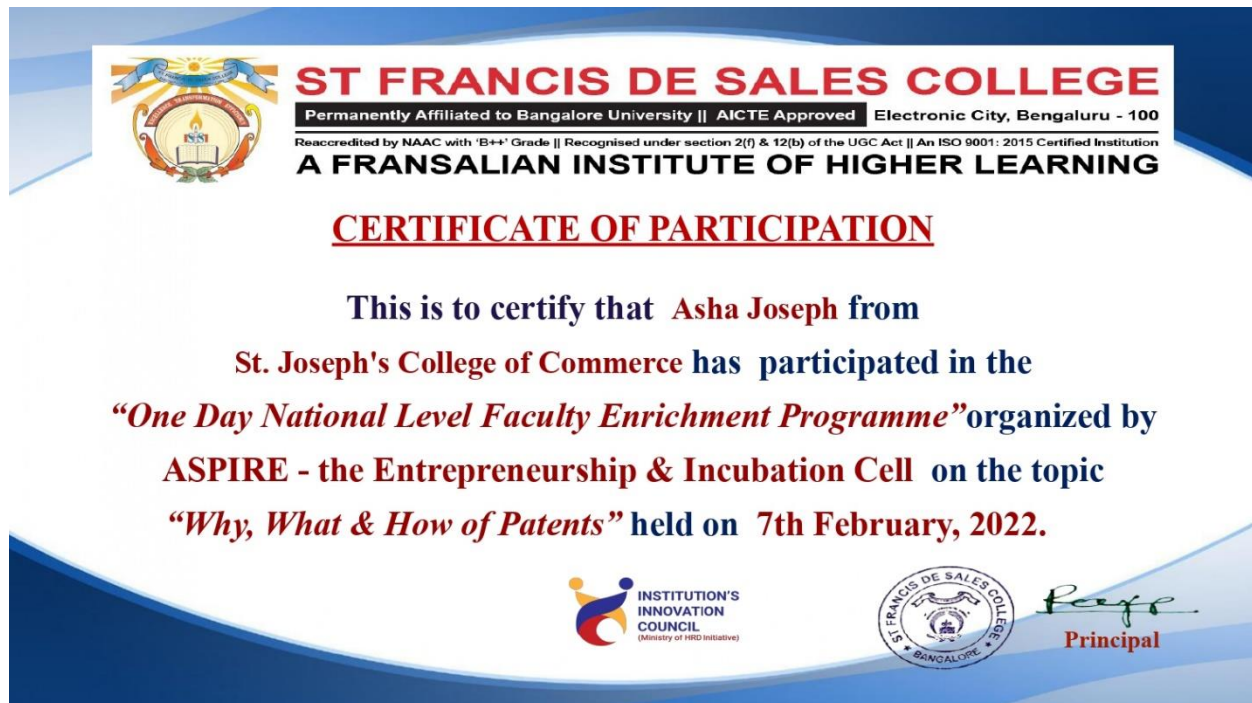 ST FRANCIS DE SALES COLLEGE
Permanently Affiliated to Bangalore University || AICTE Approved Electronic City, Bengaluru - 100
Reaccredited by NAAC with 'B++' Grade || Recognised under section 2(f) & 12(b) of the UGC Act || An ISO 9001: 2015 Certified Institution
A FRANSALIAN INSTITUTE OF HIGHER LEARNING
CERTIFICATE OF PARTICIPATION
This is to certify that Asha Joseph from
St. Joseph's College of Commerce has participated in the
“One Day National Level Faculty Enrichment Programme”organized by
ASPIRE - the Entrepreneurship & Incubation Cell on the topic
“Why, What & How of Patents” held on 7th February, 2022.
INSTITUTION'S
INNOVATION
COUNCIL
(Ministry of HRD Initiative)
ST FRANCIS DE SALES COLLEGE
BANGALORE
Principal